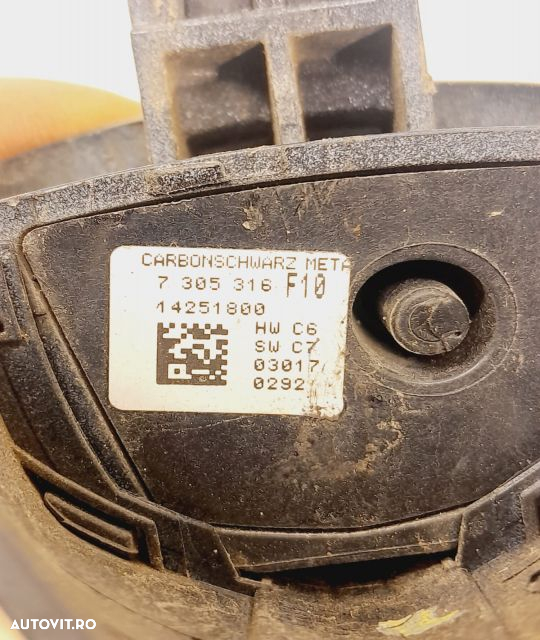 CARBONSCHWARZ META
7 305 316 F10
14251800
HW C6
SW C7
03017
0292
AUTOVIT.RO